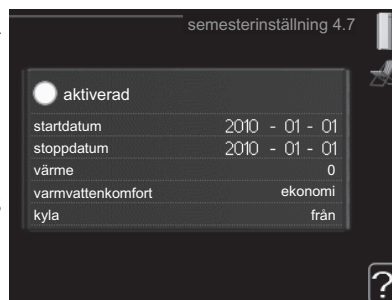 semesterinställning 4.7
aktiverad
startdatum 2010 - 01 - 01
stoppdatum 2010 - 01 - 01
värme 0
varmvattenkomfort ekonomi
kyla från
?